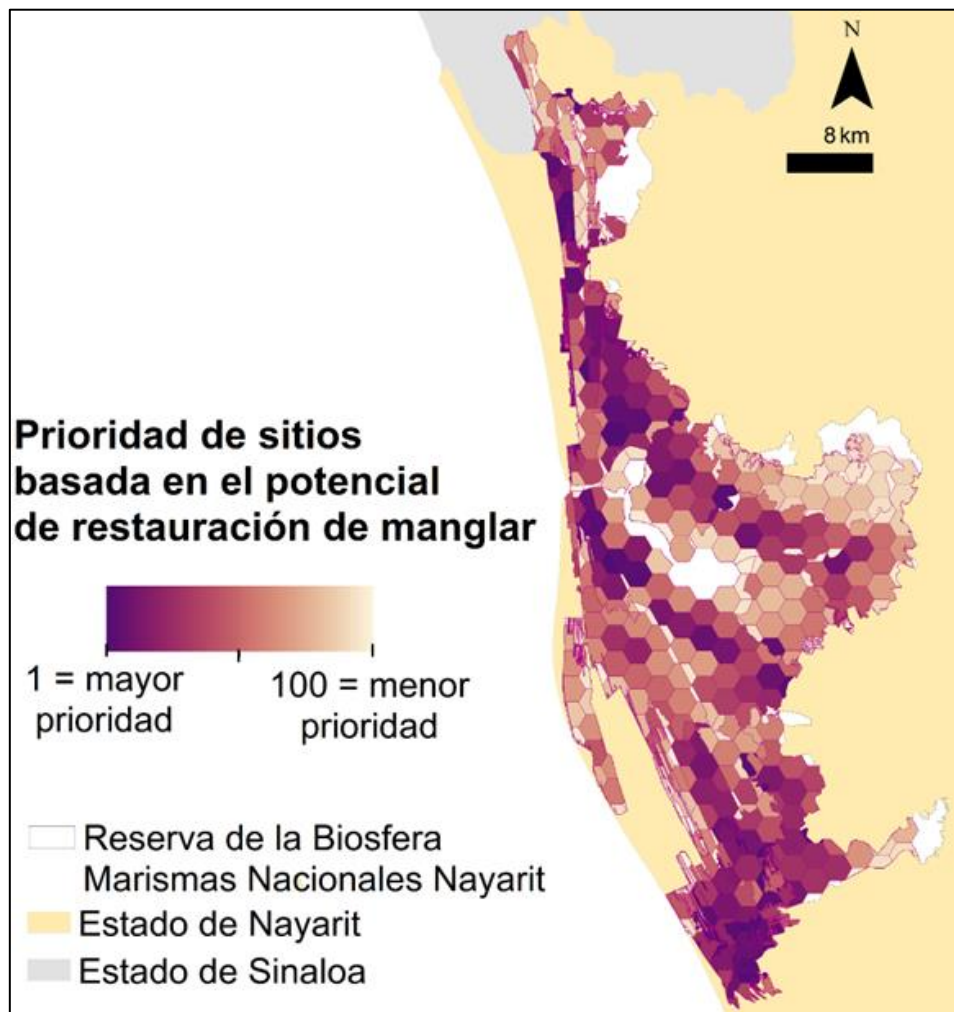 N
8 km
Prioridad de sitios
basada en el potencial
de restauración de manglar
1 = mayor
prioridad
100 = menor
prioridad
Reserva de la Biosfera
Marismas Nacionales Nayarit
Estado de Nayarit
Estado de Sinaloa